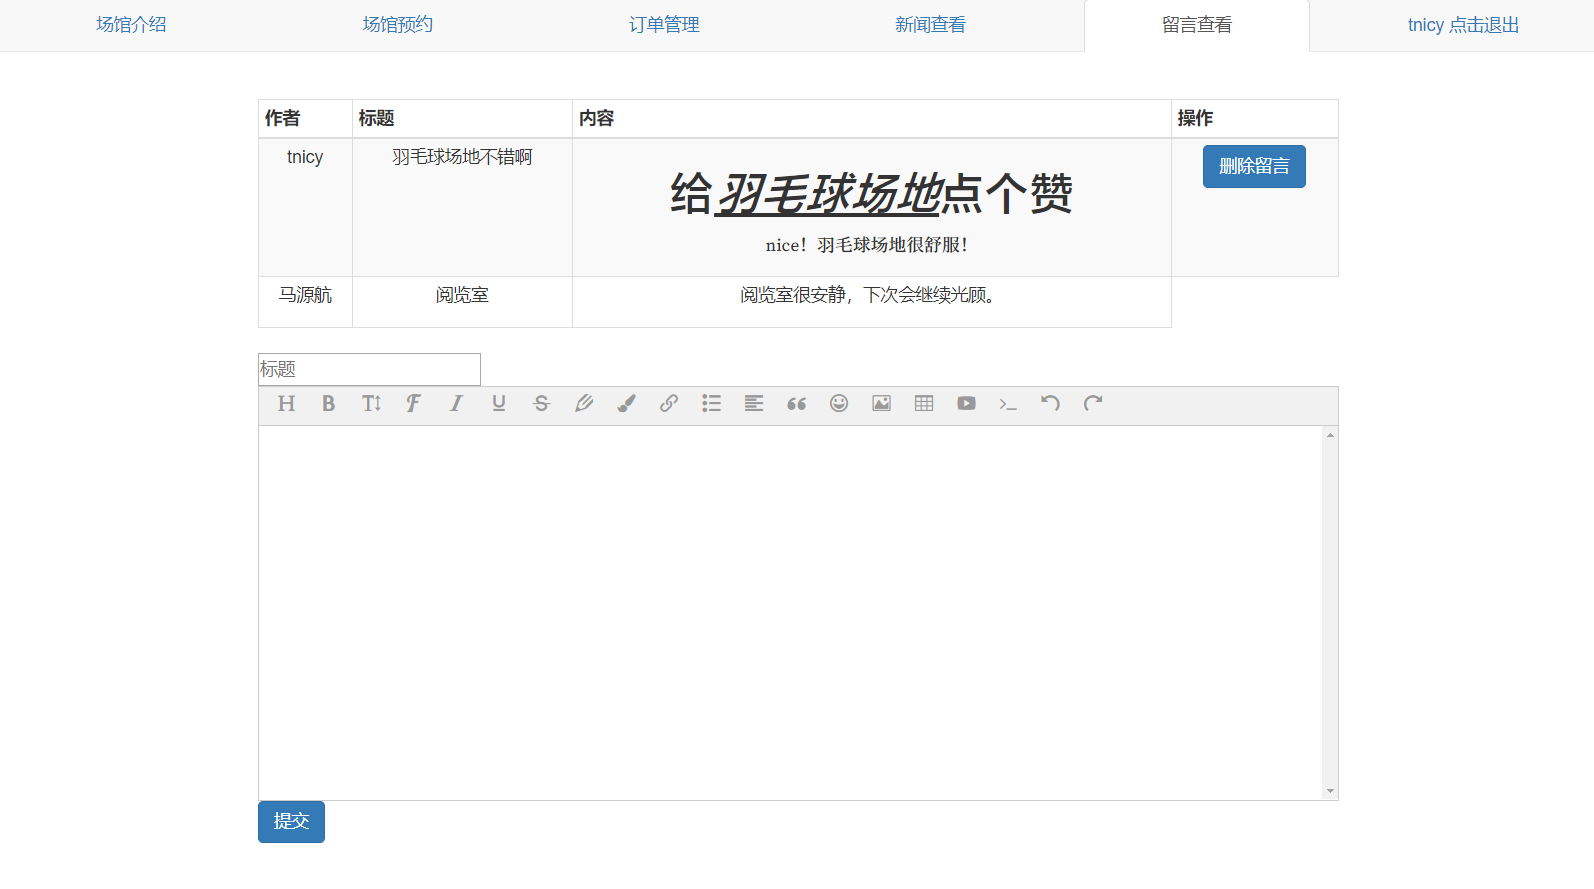 场馆介绍 场馆预约 订单管理 新闻查看 留言查看 tnicy 点击退出
作者 标题 内容 操作
tnicy 羽毛球场地不错啊 给羽毛球场地点个赞 删除留言
nice！羽毛球场地很舒服！
马源航 阅览室 阅览室很安静，下次会继续光顾。
标题
提交